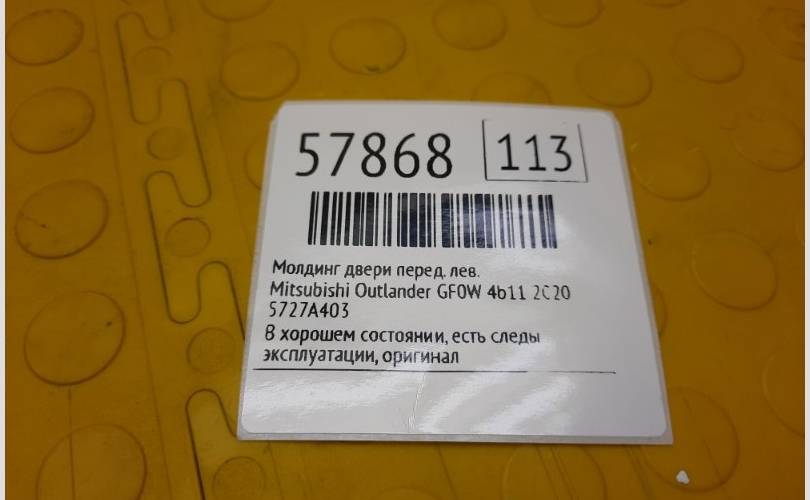 57868 113
Молдинг двери перед. лев.
Mitsubishi Outlander GF0W 4b11 2020
5727A403
В хорошем состоянии, есть следы
эксплуатации, оригинал